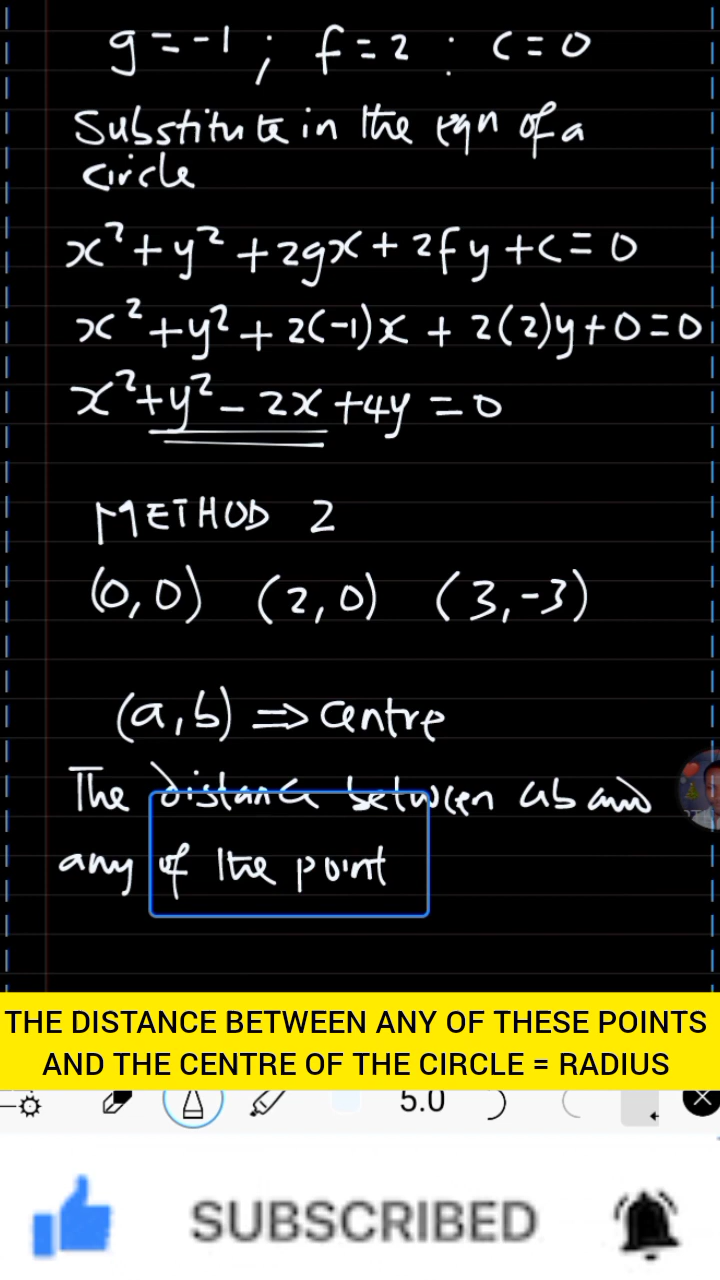 g = -1 ; f = 2 : c = 0
Substitute in the eqn of a
circle
x² + y² + 2gx + 2fy + c = 0
x² + y² + 2(-1)x + 2(2)y + 0 = 0
x² + y² - 2x + 4y = 0
METHOD 2
(0,0) (2,0) (3,-3)
(a,b) ⇒ centre
The distance between ab and
any of the point
THE DISTANCE BETWEEN ANY OF THESE POINTS
AND THE CENTRE OF THE CIRCLE = RADIUS
5.0
SUBSCRIBED